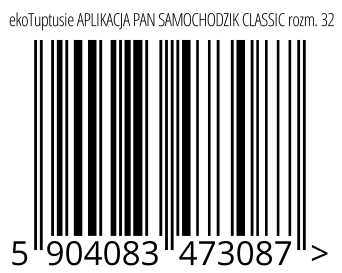 ekoTuptusie APLIKACJA PAN SAMOCHODZIK CLASSIC rozm. 32
5 904083 473087 >